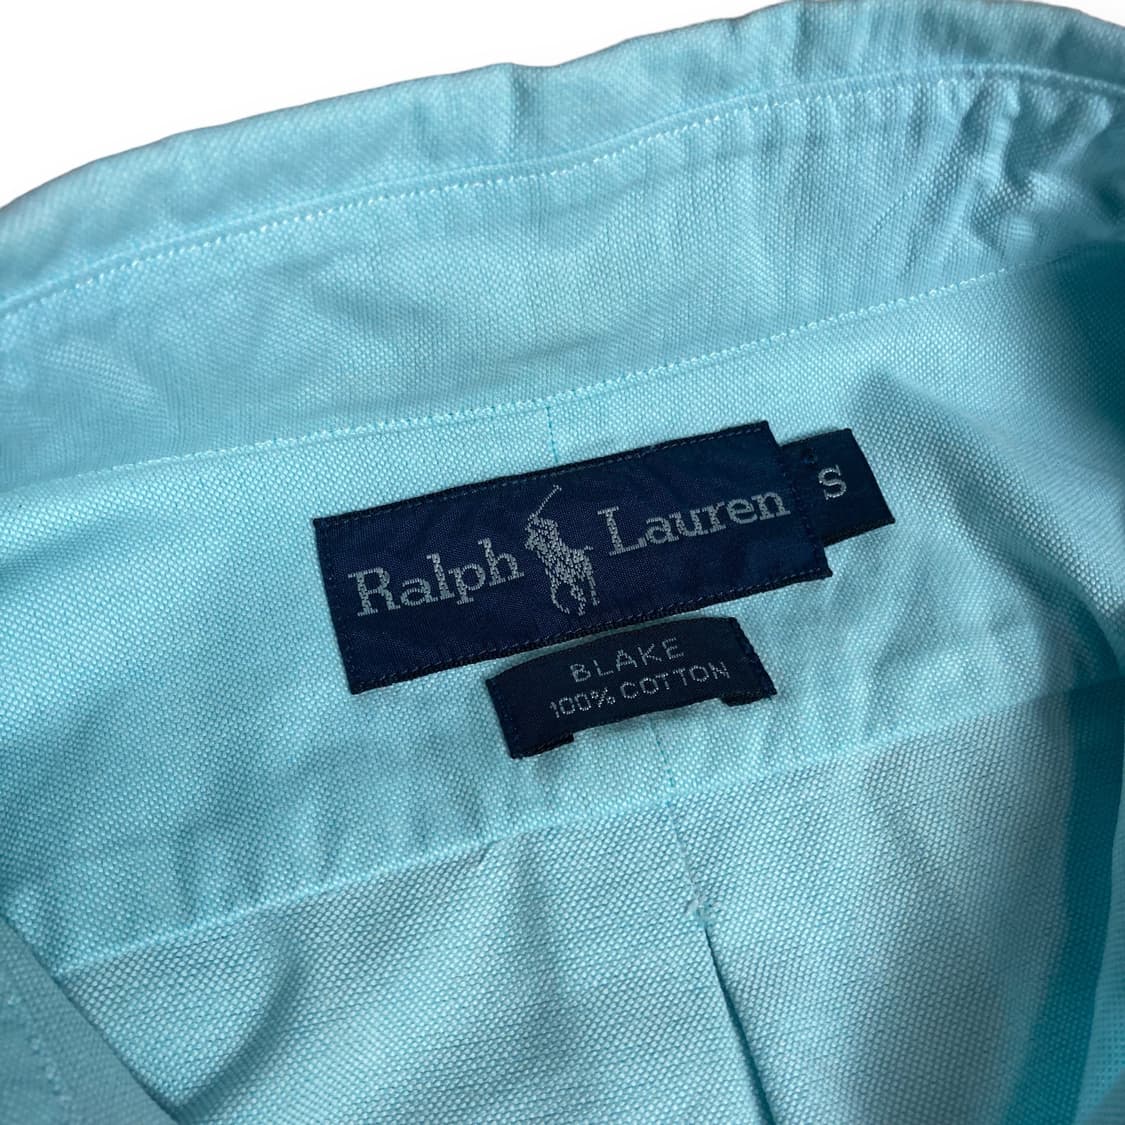 Ralph Lauren
S
BLAKE
100% COTTON